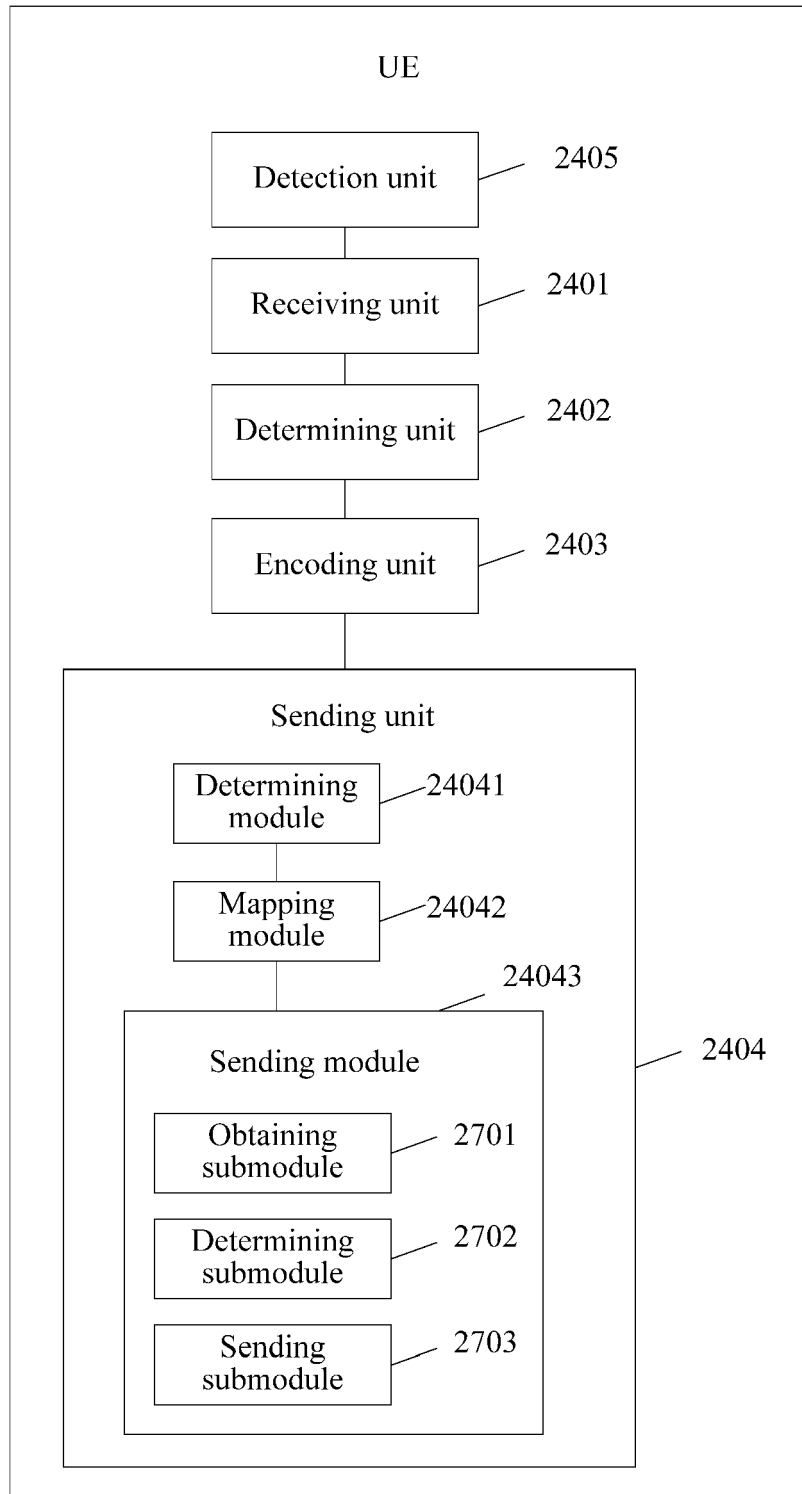 UE
Detection unit
2405
Receiving unit
2401
Determining unit
2402
Encoding unit
2403
Sending unit
Determining
module
24041
Mapping
module
24042
24043
Sending module
2404
Obtaining
submodule
2701
Determining
submodule
2702
Sending
submodule
2703